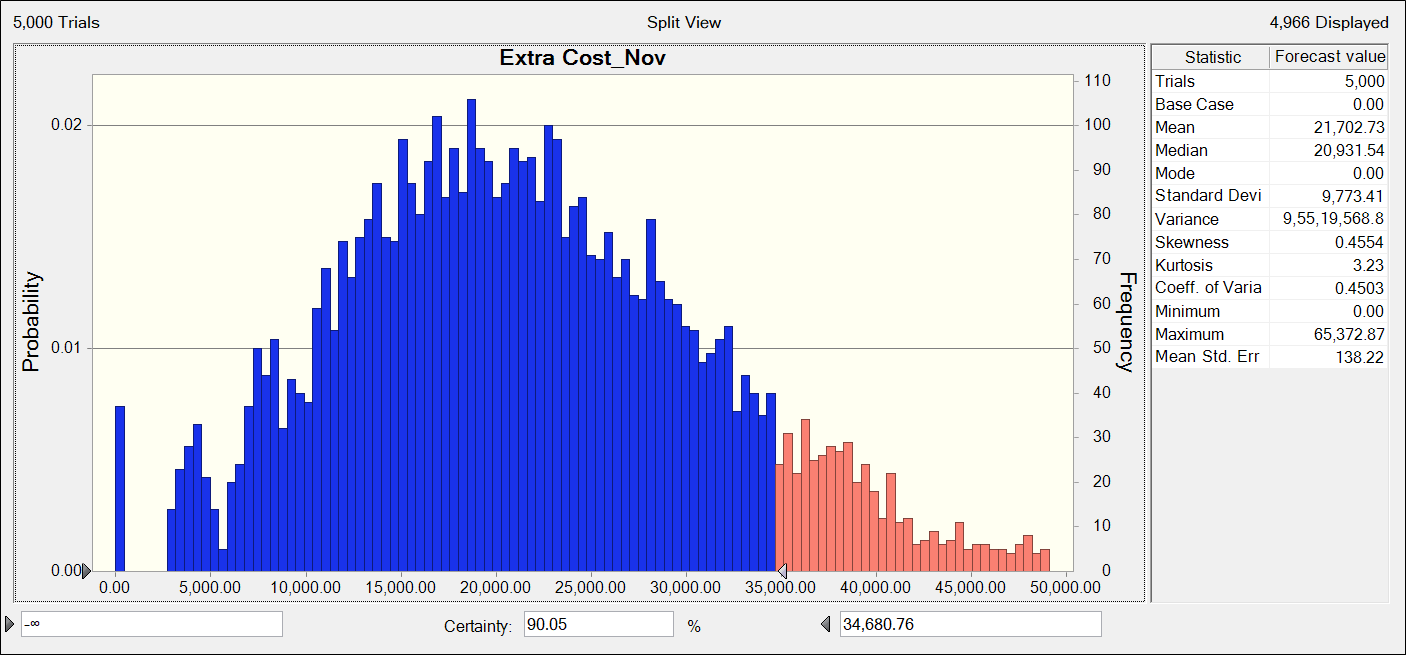 5,000 Trials Split View 4,966 Displayed
Extra Cost_Nov
Probability
0.02
0.01
0.00
110
100
90
80
70
60
50
40
30
20
10
0
Frequency
0.00 5,000.00 10,000.00 15,000.00 20,000.00 25,000.00 30,000.00 35,000.00 40,000.00 45,000.00 50,000.00
Statistic Forecast value
Trials 5,000
Base Case 0.00
Mean 21,702.73
Median 20,931.54
Mode 0.00
Standard Devi 9,773.41
Variance 9,55,19,568.8
Skewness 0.4554
Kurtosis 3.23
Coeff. of Varia 0.4503
Minimum 0.00
Maximum 65,372.87
Mean Std. Err 138.22
-∞ Certainty: 90.05 % 34,680.76